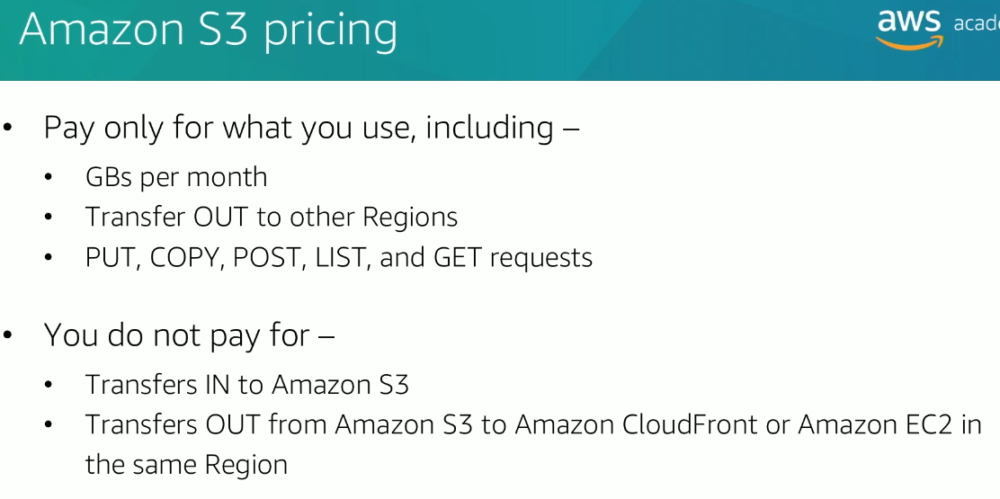 Amazon S3 pricing
aws acade
• Pay only for what you use, including –
• GBs per month
• Transfer OUT to other Regions
• PUT, COPY, POST, LIST, and GET requests
• You do not pay for –
• Transfers IN to Amazon S3
• Transfers OUT from Amazon S3 to Amazon CloudFront or Amazon EC2 in
the same Region